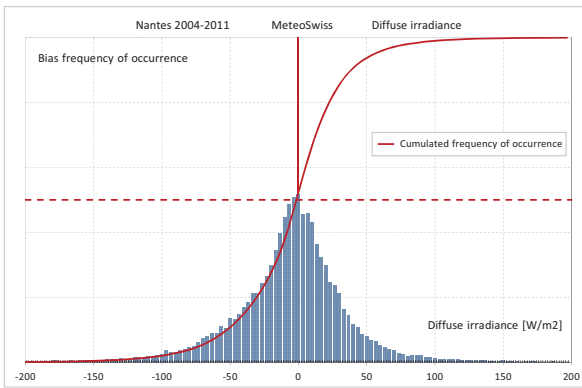 Nantes 2004-2011 MeteoSwiss Diffuse irradiance
Bias frequency of occurrence
Cumulated frequency of occurrence
Diffuse irradiance [W/m2]
-200 -150 -100 -50 0 50 100 150 200